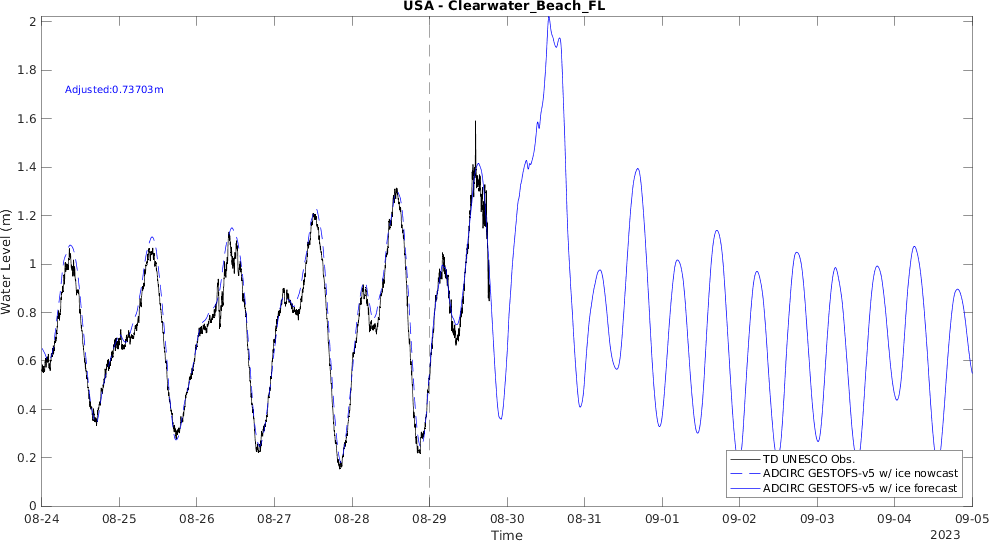 USA - Clearwater_Beach_FL
2
1.8
1.6
1.4
1.2
1
0.8
0.6
0.4
0.2
0
Water Level (m)
Adjusted:0.73703m
TD UNESCO Obs.
ADCIRC GESTOFS-v5 w/ ice nowcast
ADCIRC GESTOFS-v5 w/ ice forecast
08-24 08-25 08-26 08-27 08-28 08-29 08-30 08-31 09-01 09-02 09-03 09-04 09-05
Time
2023